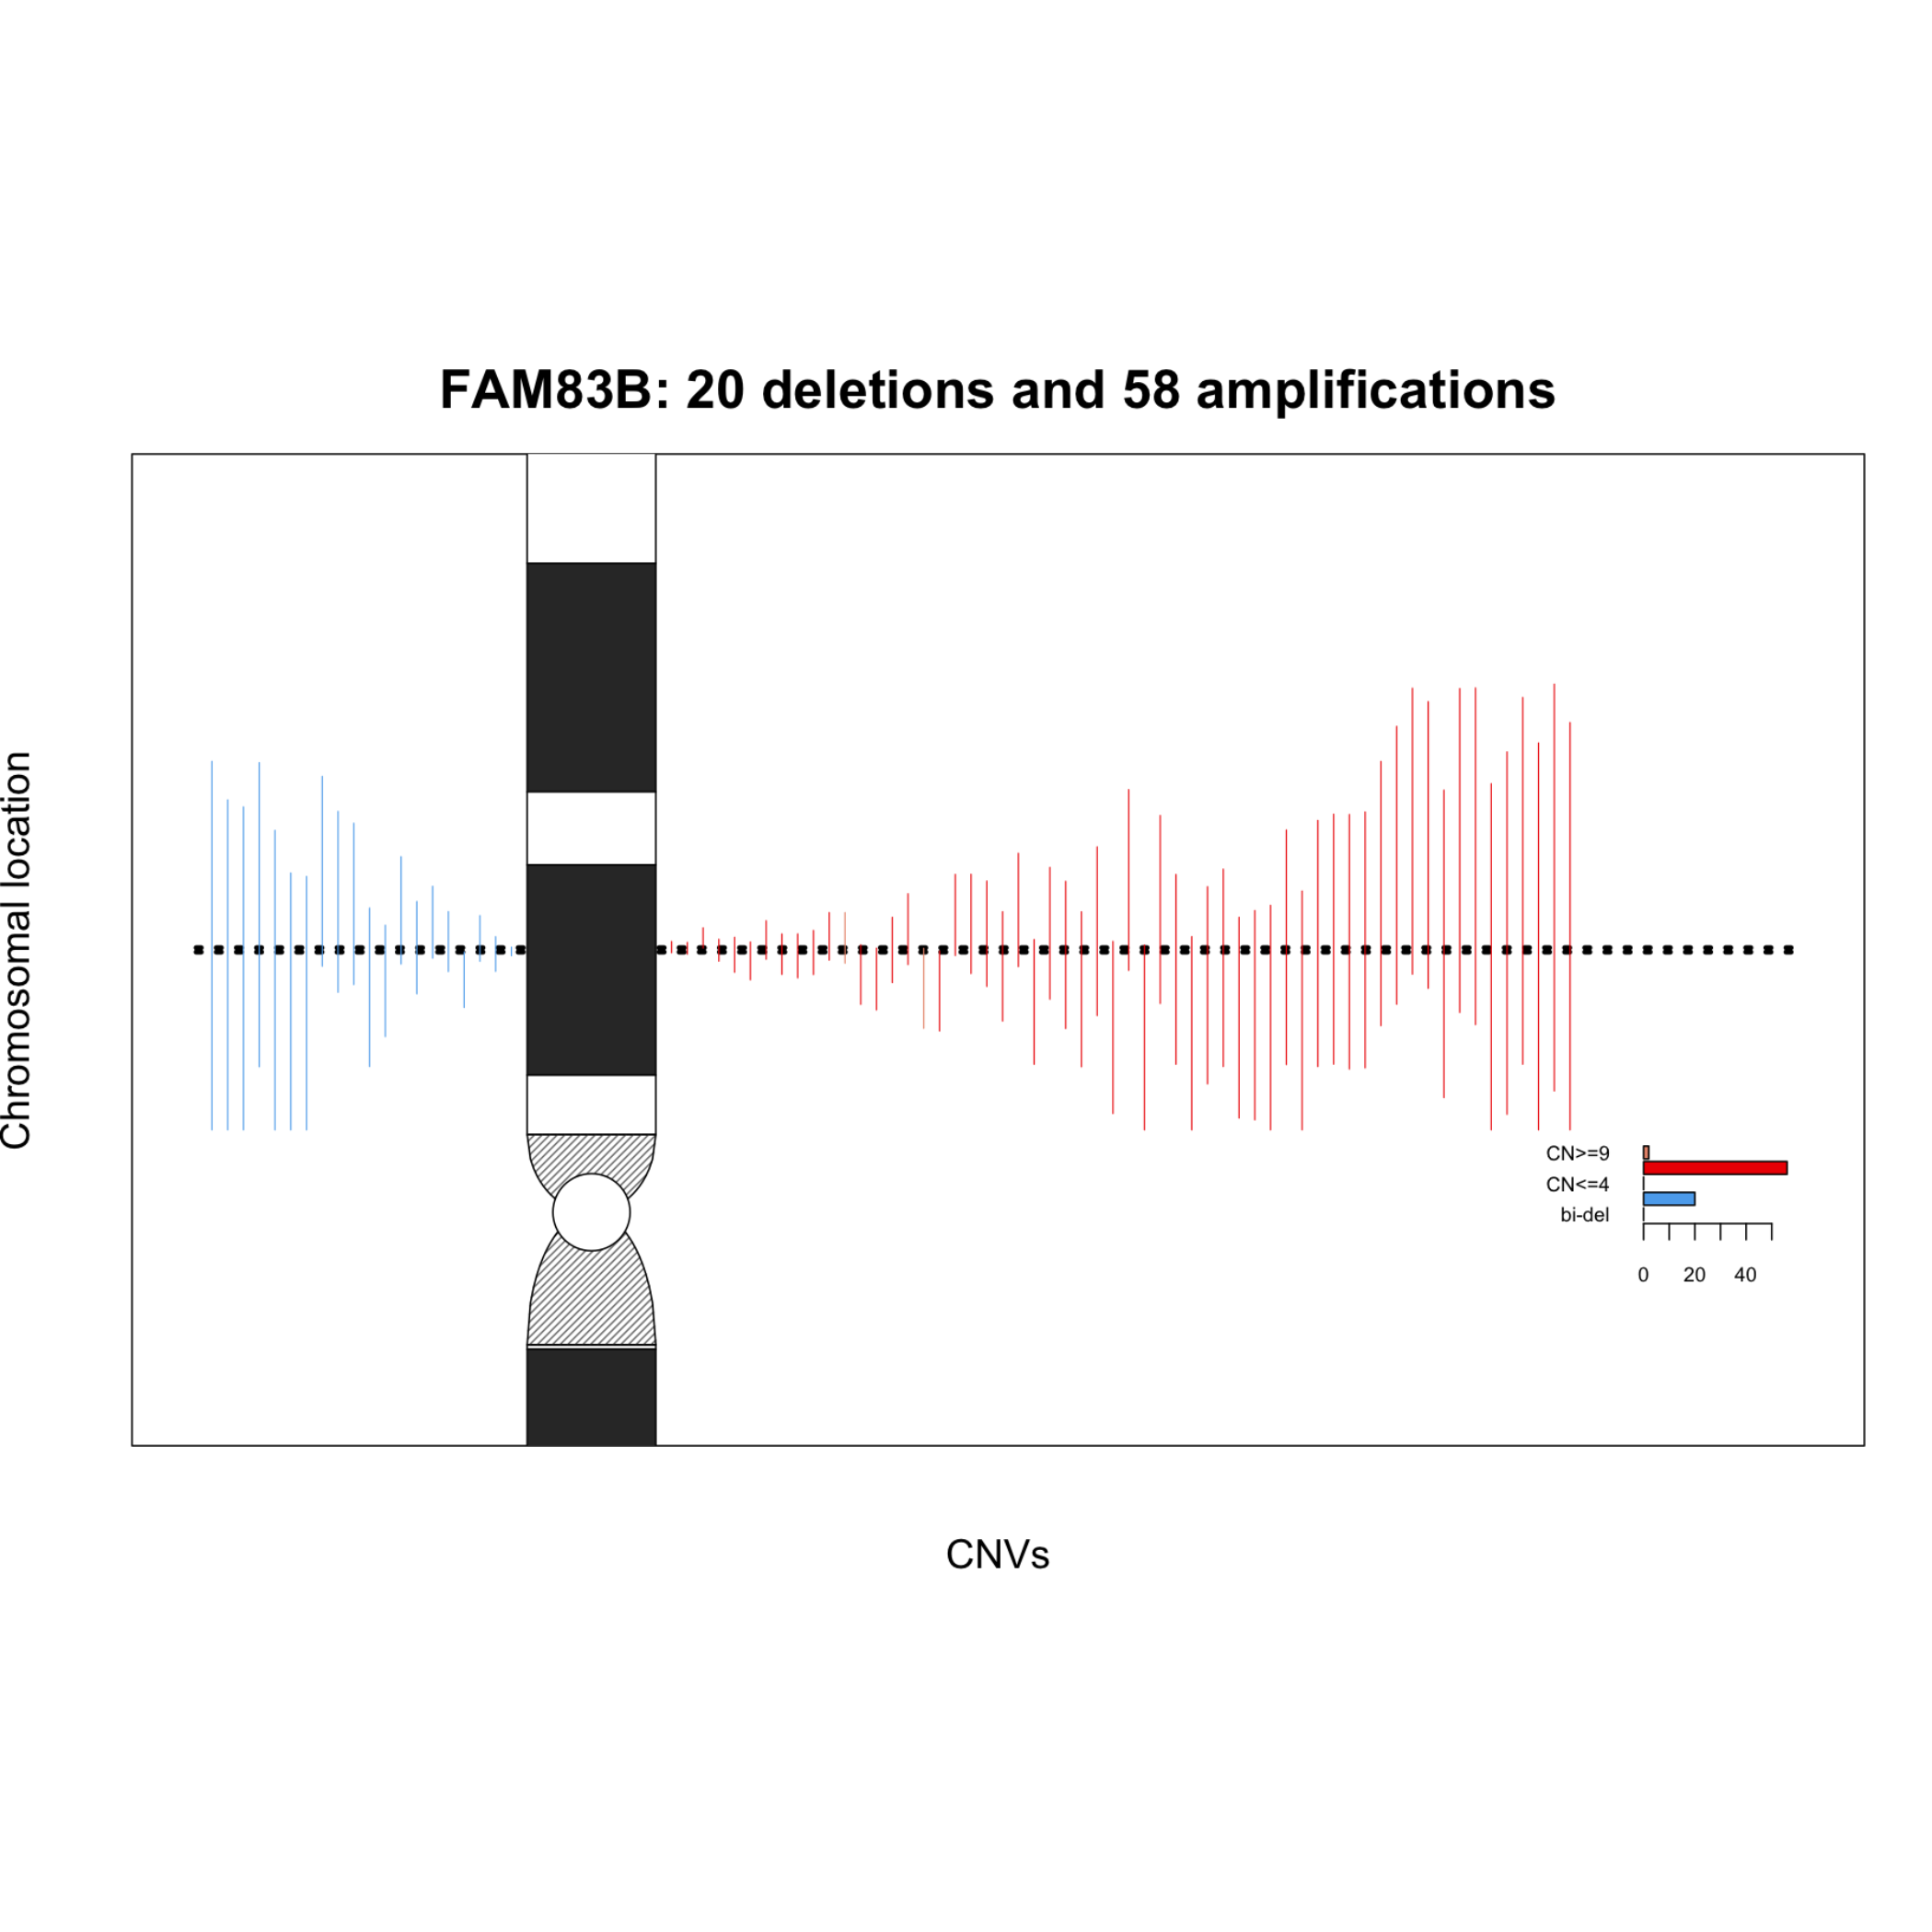 FAM83B: 20 deletions and 58 amplifications
Chromosomal location
CN>=9
CN<=4
bi-del
0 20 40
CNVs